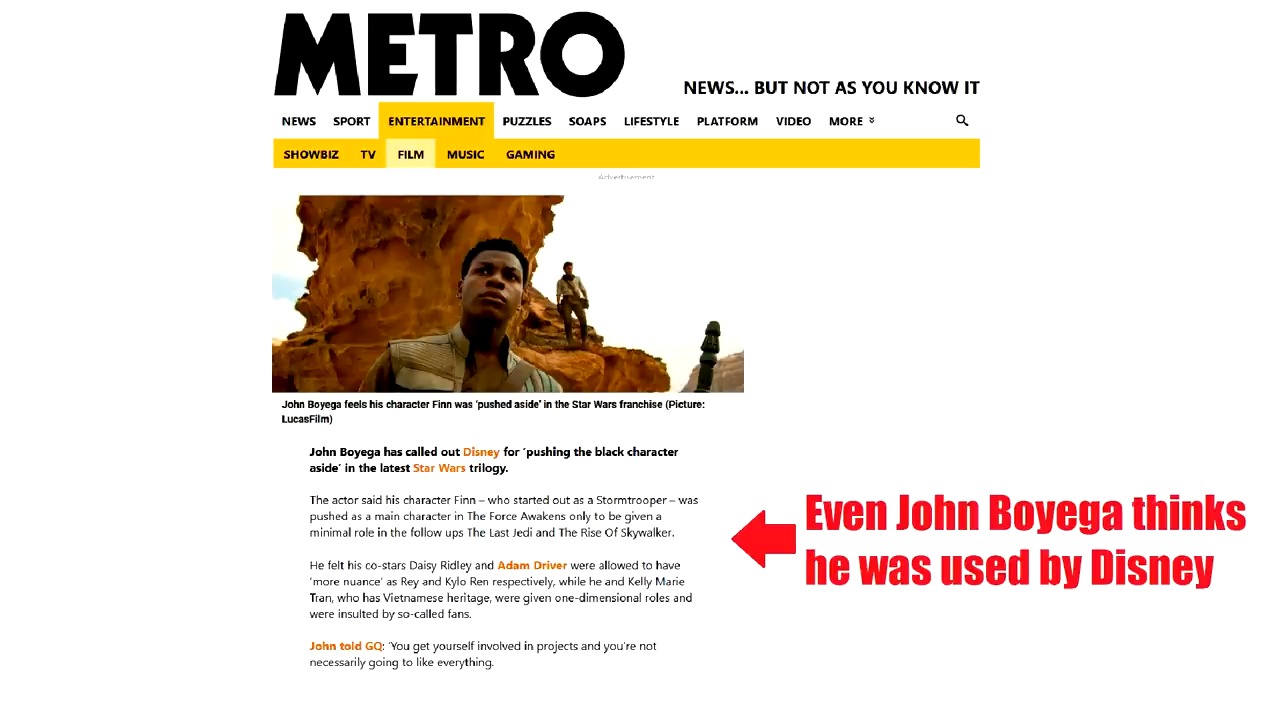 METRO
NEWS... BUT NOT AS YOU KNOW IT
NEWS SPORT ENTERTAINMENT PUZZLES SOAPS LIFESTYLE PLATFORM VIDEO MORE
SHOWBIZ TV FILM MUSIC GAMING
Advertisement
John Boyega feels his character Finn was ‘pushed aside’ in the Star Wars franchise (Picture:
LucasFilm)
John Boyega has called out Disney for ‘pushing the black character
aside’ in the latest Star Wars trilogy.
The actor said his character Finn – who started out as a Stormtrooper – was
pushed as a main character in The Force Awakens only to be given a
minimal role in the follow ups The Last Jedi and The Rise Of Skywalker.
He felt his co-stars Daisy Ridley and Adam Driver were allowed to have
‘more nuance’ as Rey and Kylo Ren respectively, while he and Kelly Marie
Tran, who has Vietnamese heritage, were given one-dimensional roles and
were insulted by so-called fans.
John told GQ: ‘You get yourself involved in projects and you’re not
necessarily going to like everything.
Even John Boyega thinks
he was used by Disney